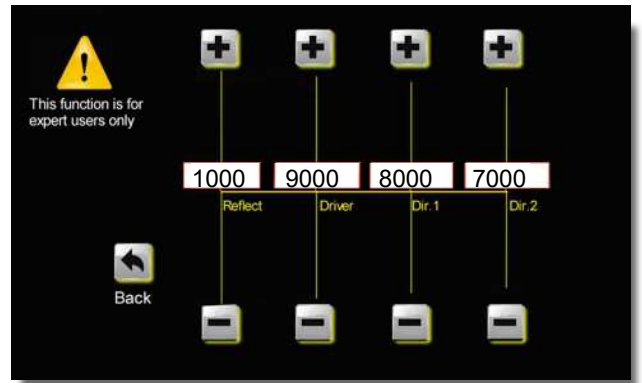 This function is for
expert users only
1000 9000 8000 7000
Reflect Driver Dir.1 Dir.2
Back